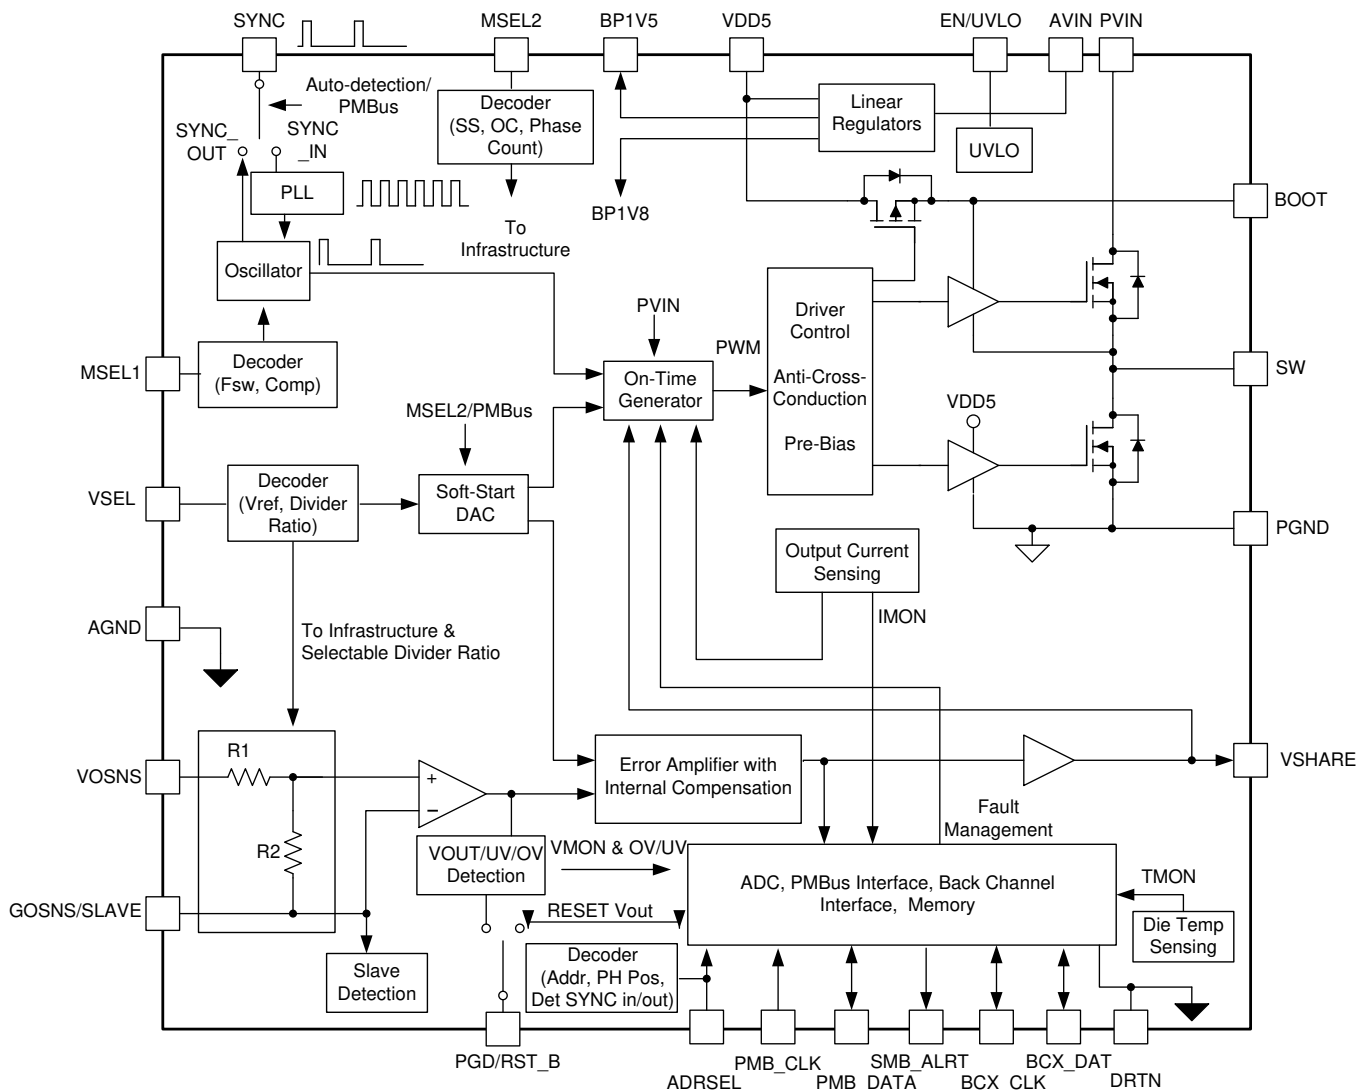 SYNC
MSEL2
BP1V5
VDD5
EN/UVLO
AVIN
PVIN
Auto-detection/
PMBus
Decoder
(SS, OC, Phase
Count)
Linear
Regulators
UVLO
SYNC_
OUT
SYNC
_IN
PLL
BP1V8
BOOT
To
Infrastructure
Oscillator
PVIN
Driver
Control
Anti-Cross-
Conduction
Pre-Bias
PWM
SW
MSEL1
Decoder
(Fsw, Comp)
On-Time
Generator
MSEL2/PMBus
VDD5
VSEL
Decoder
(Vref, Divider
Ratio)
Soft-Start
DAC
PGND
Output Current
Sensing
IMON
AGND
To Infrastructure &
Selectable Divider Ratio
R1
VOSNS
+
−
Error Amplifier with
Internal Compensation
VSHARE
Fault
Management
R2
VOUT/UV/OV
Detection
VMON & OV/UV
ADC, PMBus Interface, Back Channel
Interface, Memory
TMON
Die Temp
Sensing
GOSNS/SLAVE
RESET Vout
Slave
Detection
Decoder
(Addr, PH Pos,
Det SYNC in/out)
PGD/RST_B
ADRSEL
PMB_CLK
PMB_DATA
SMB_ALRT
BCX_CLK
BCX_DAT
DRTN